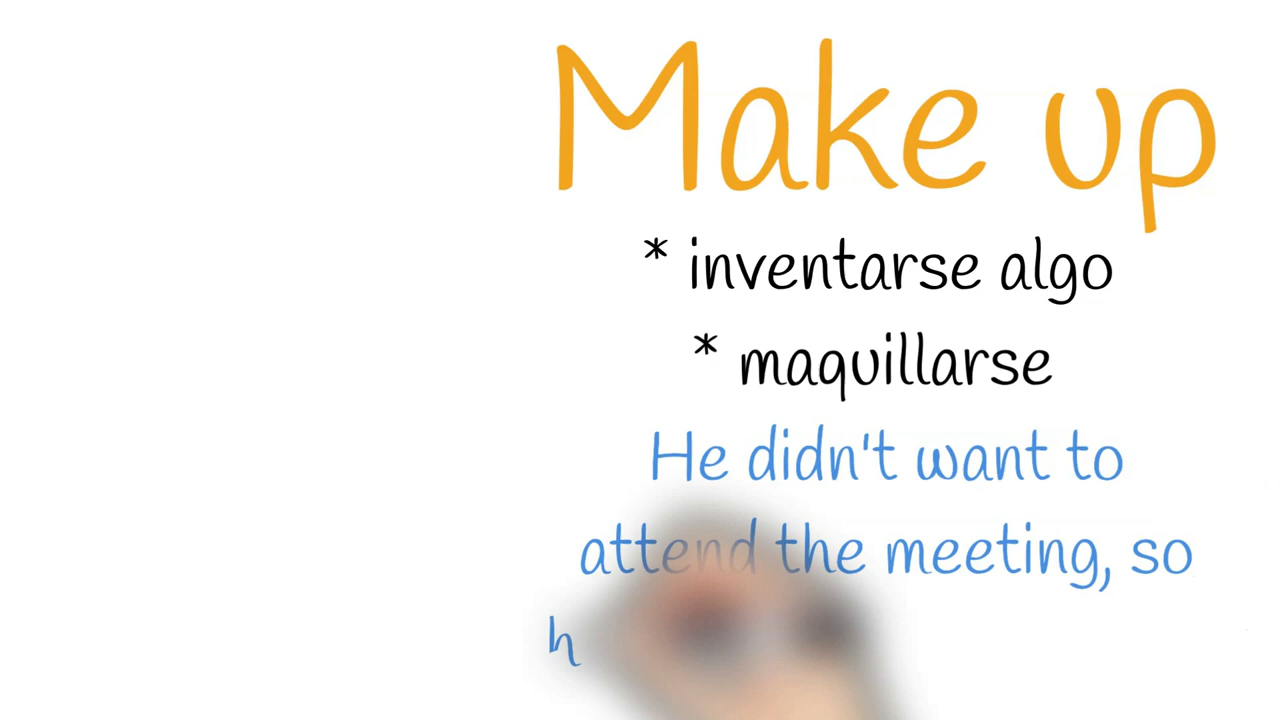 Make up
* inventarse algo
* maquillarse
He didn't want to
attend the meeting, so
h